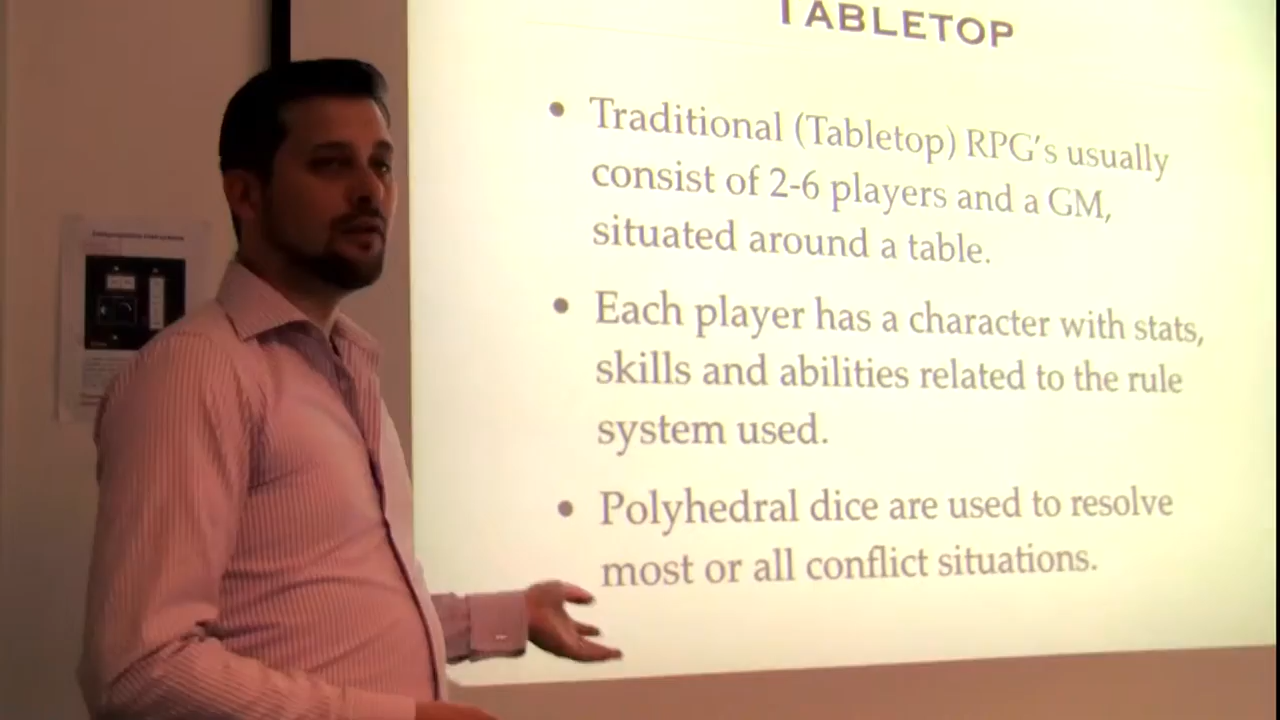 TABLETOP
• Traditional (Tabletop) RPG's usually
consist of 2-6 players and a GM,
situated around a table.
• Each player has a character with stats,
skills and abilities related to the rule
system used.
• Polyhedral dice are used to resolve
most or all conflict situations.